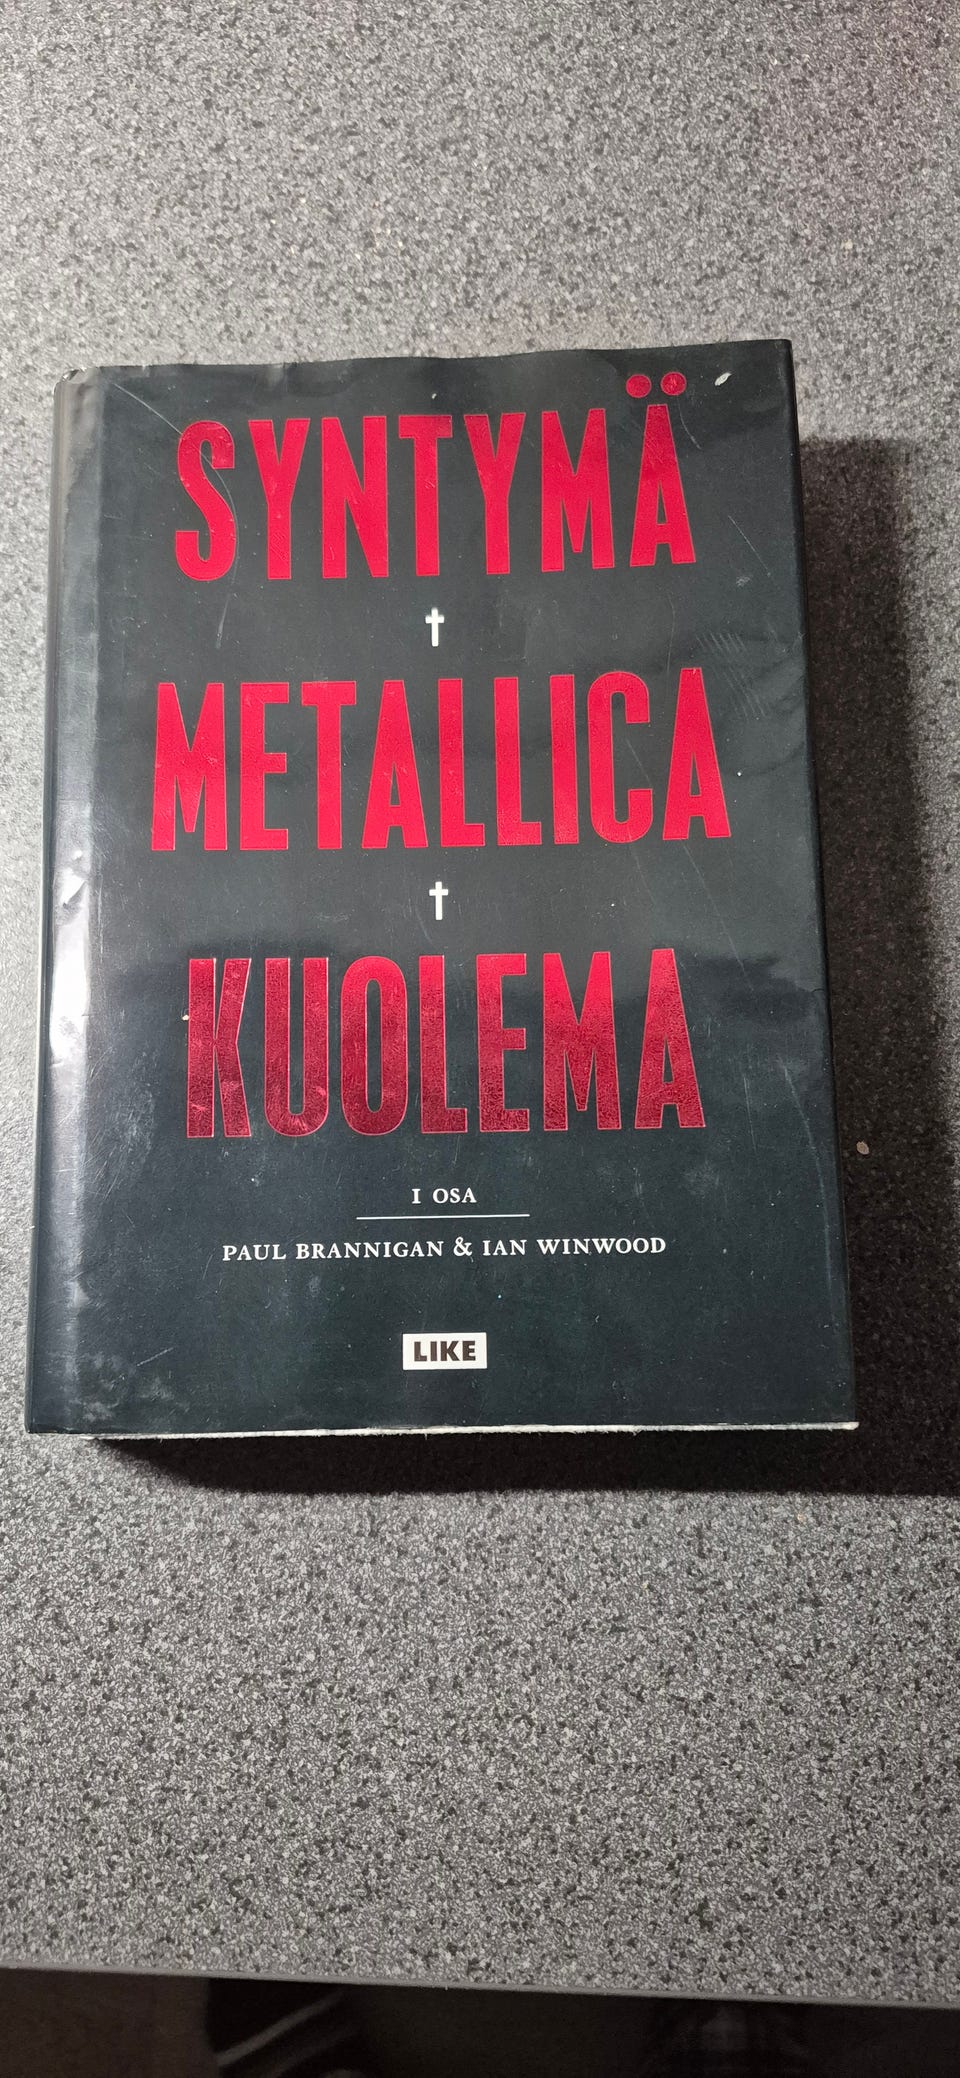 SYNTYMÄ
†
METALLICA
†
KUOLEMA
I OSA
PAUL BRANNIGAN & IAN WINWOOD
LIKE